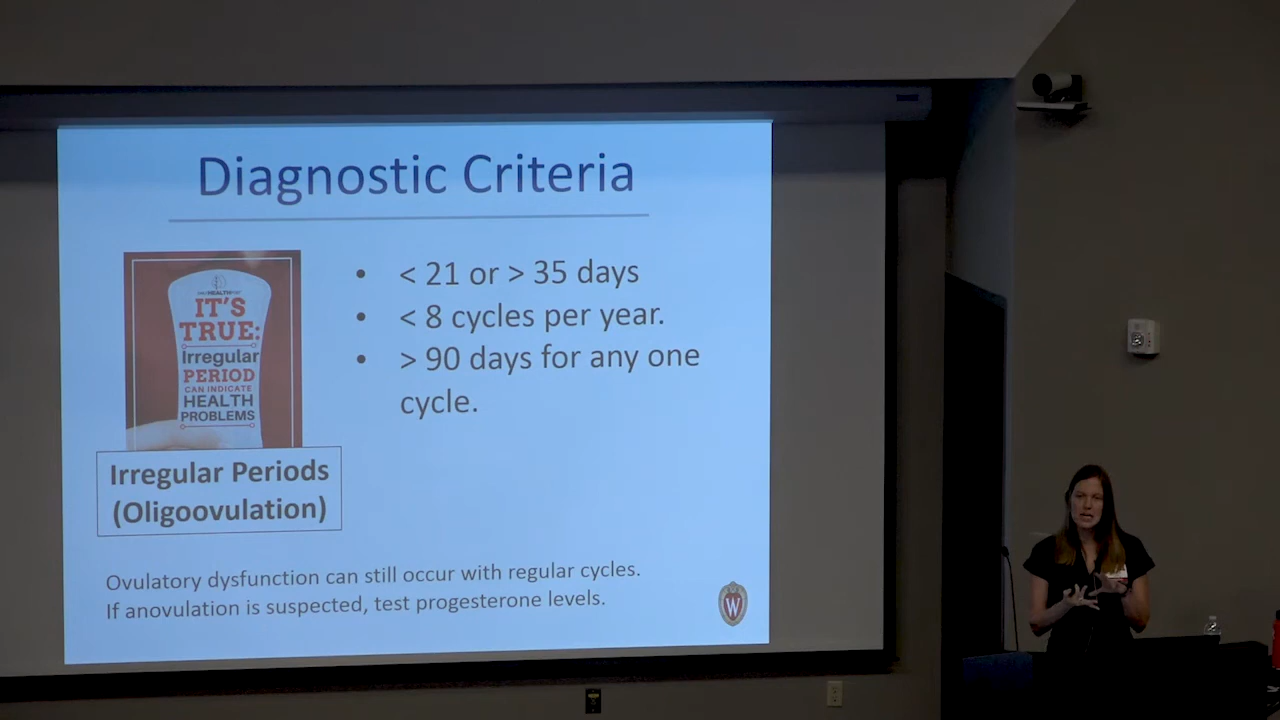 Diagnostic Criteria
IT'S
TRUE:
Irregular
PERIOD
CAN INDICATE
HEALTH
PROBLEMS
• < 21 or > 35 days
• < 8 cycles per year.
• > 90 days for any one
cycle.
Irregular Periods
(Oligoovulation)
Ovulatory dysfunction can still occur with regular cycles.
If anovulation is suspected, test progesterone levels.
W